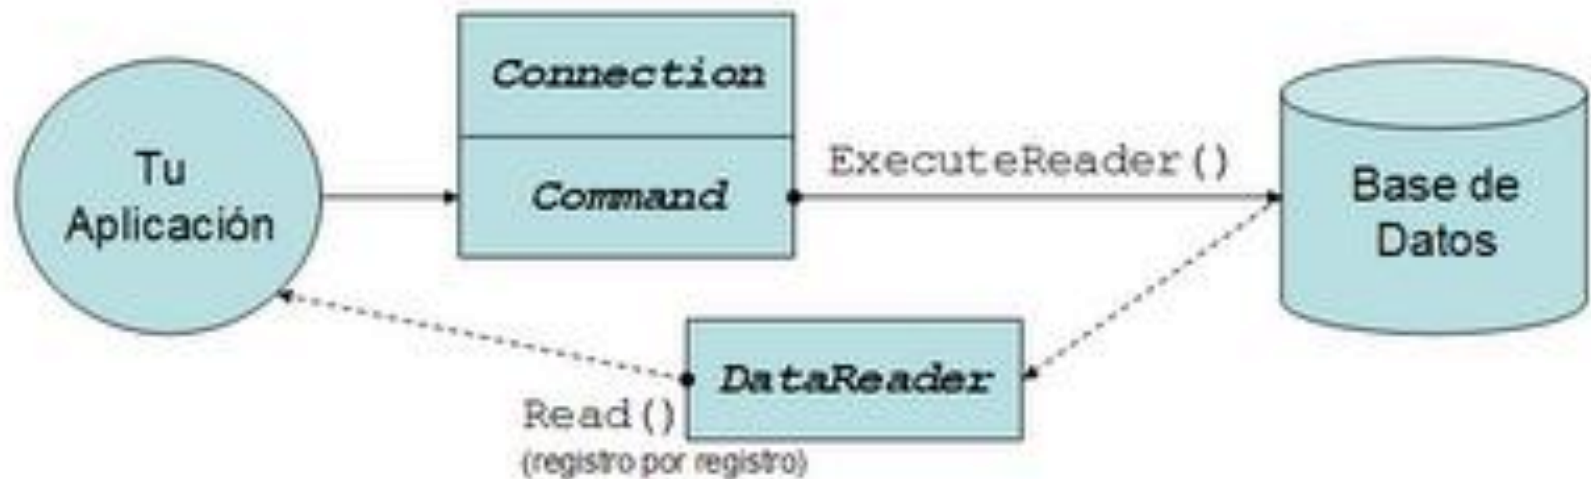 Connection
Tu
Aplicación
Command
ExecuteReader()
Base de
Datos
DataReader
Read()
(registro por registro)